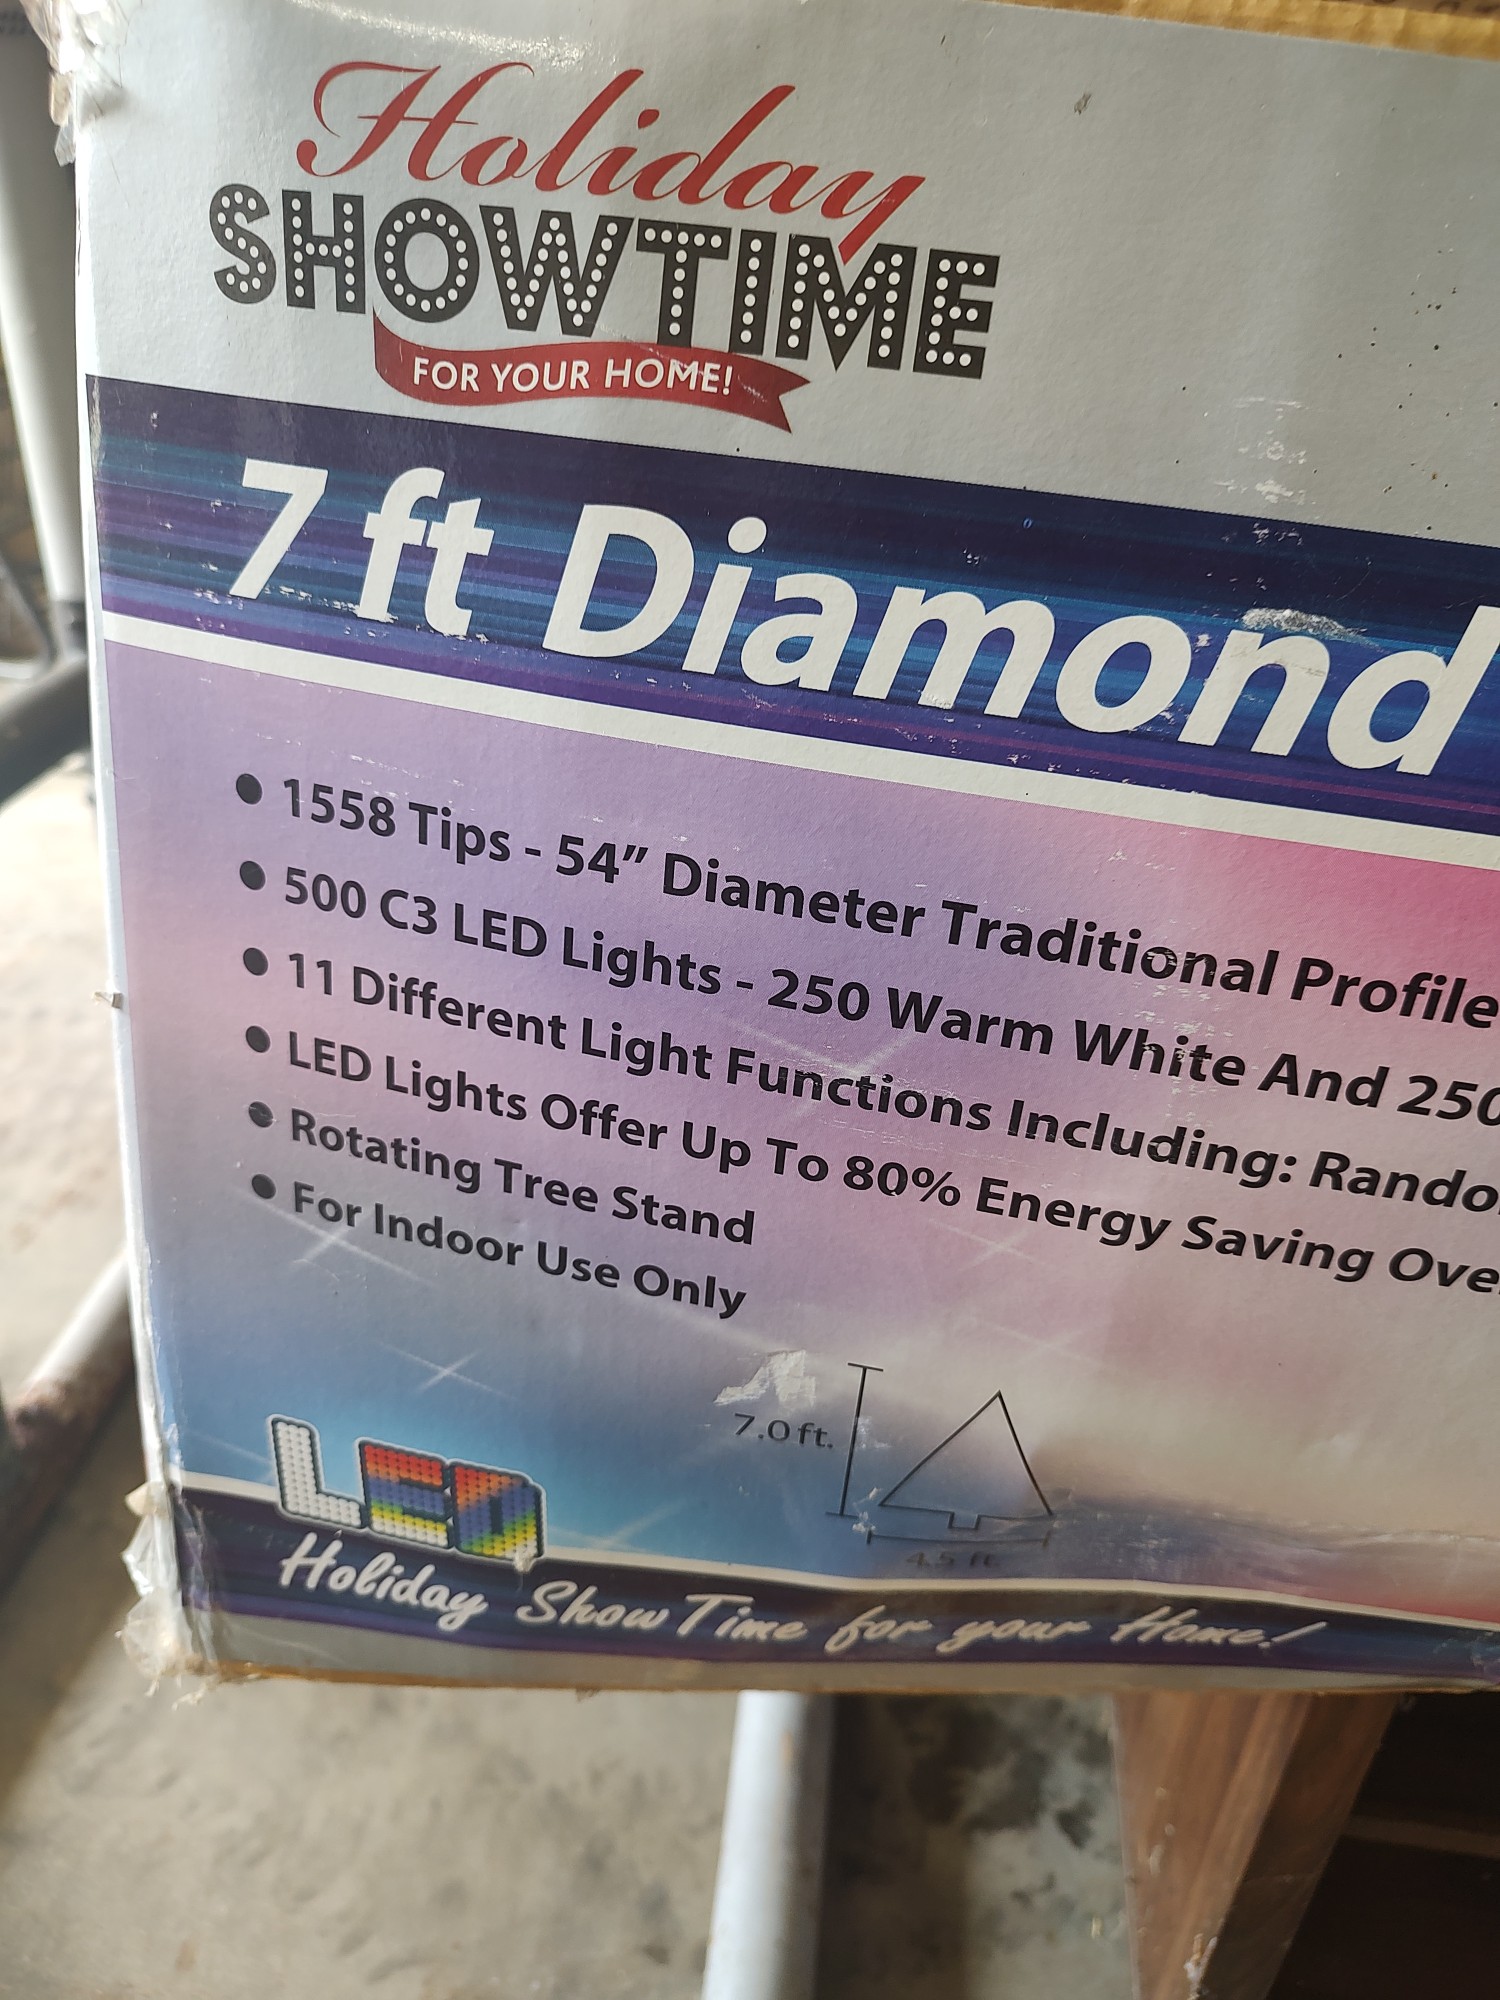 Holiday
SHOWTIME
FOR YOUR HOME!
7 ft Diamond
• 1558 Tips - 54” Diameter Traditional Profile
• 500 C3 LED Lights - 250 Warm White And 250
• 11 Different Light Functions Including: Rando
• LED Lights Offer Up To 80% Energy Saving Ove
• Rotating Tree Stand
• For Indoor Use Only
7.0 ft.
4.5 ft.
LED
Holiday ShowTime for your Home!